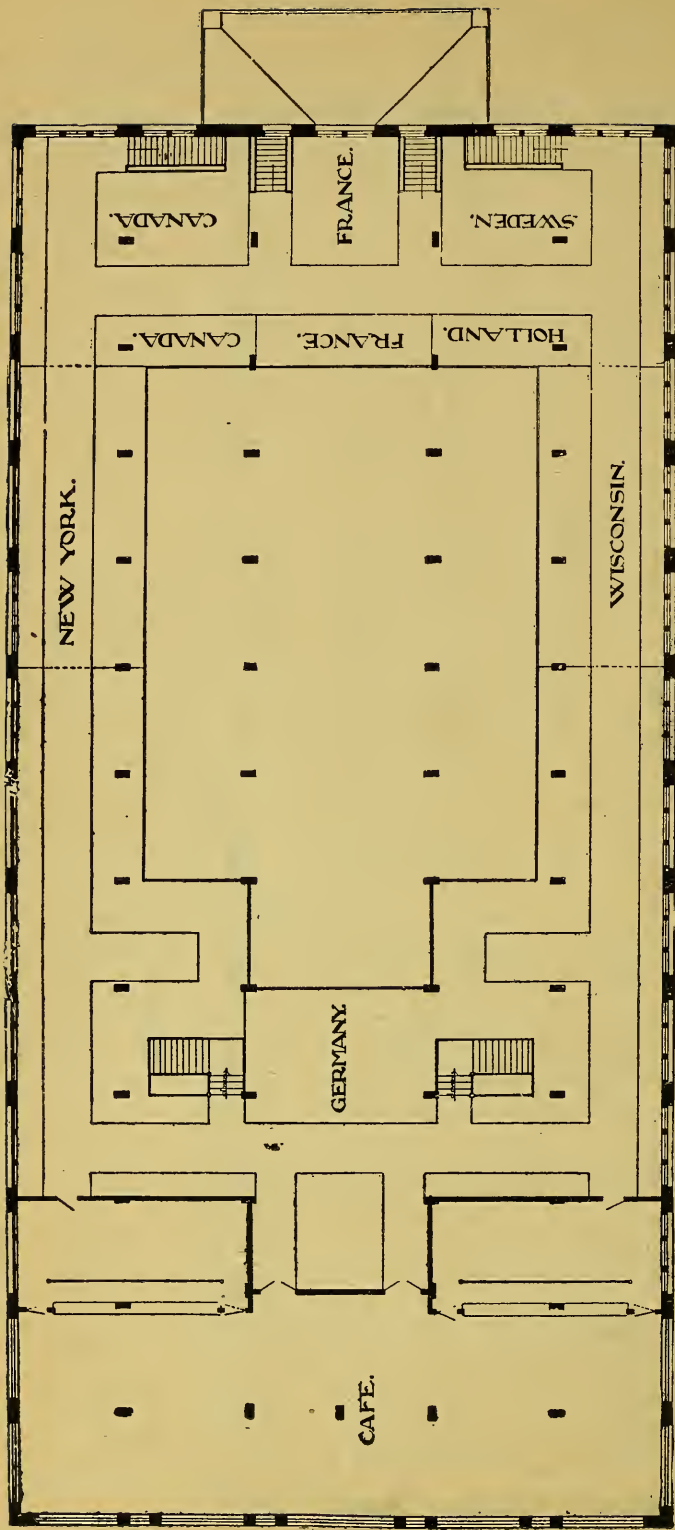 CANADA.
FRANCE.
SWEDEN.
CANADA.
FRANCE.
HOLLAND.
NEW YORK.
WISCONSIN.
GERMANY.
CAFE.